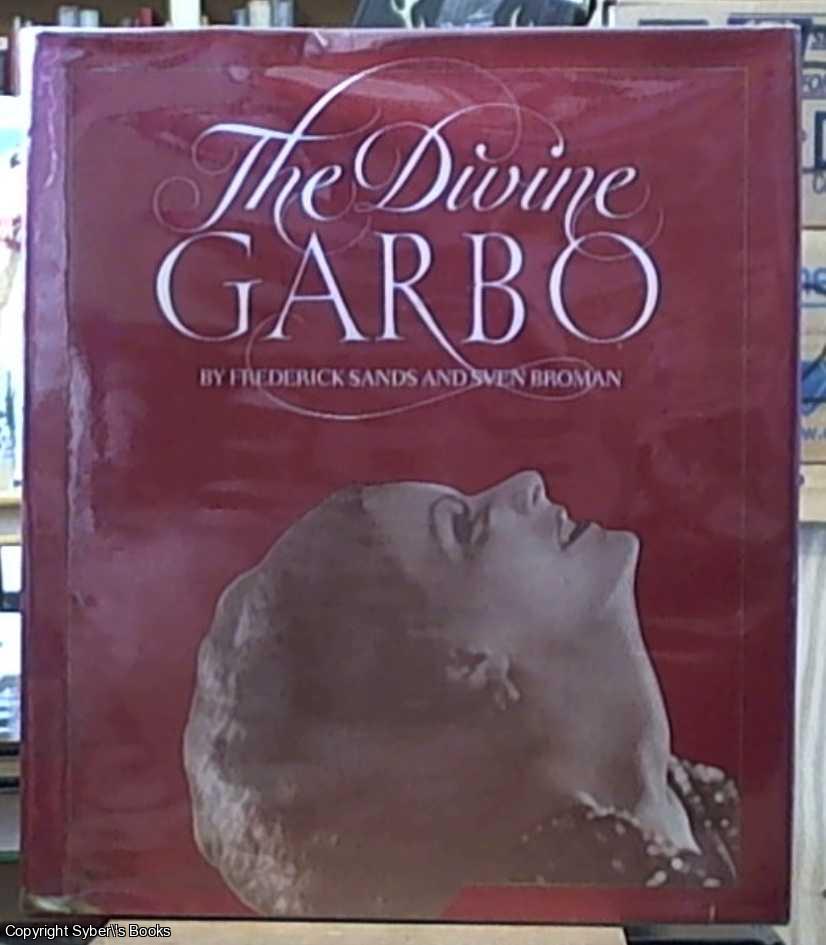 The Divine
GARBO
BY FREDERICK SANDS AND SVEN BROMAN
Copyright Syber\'s Books